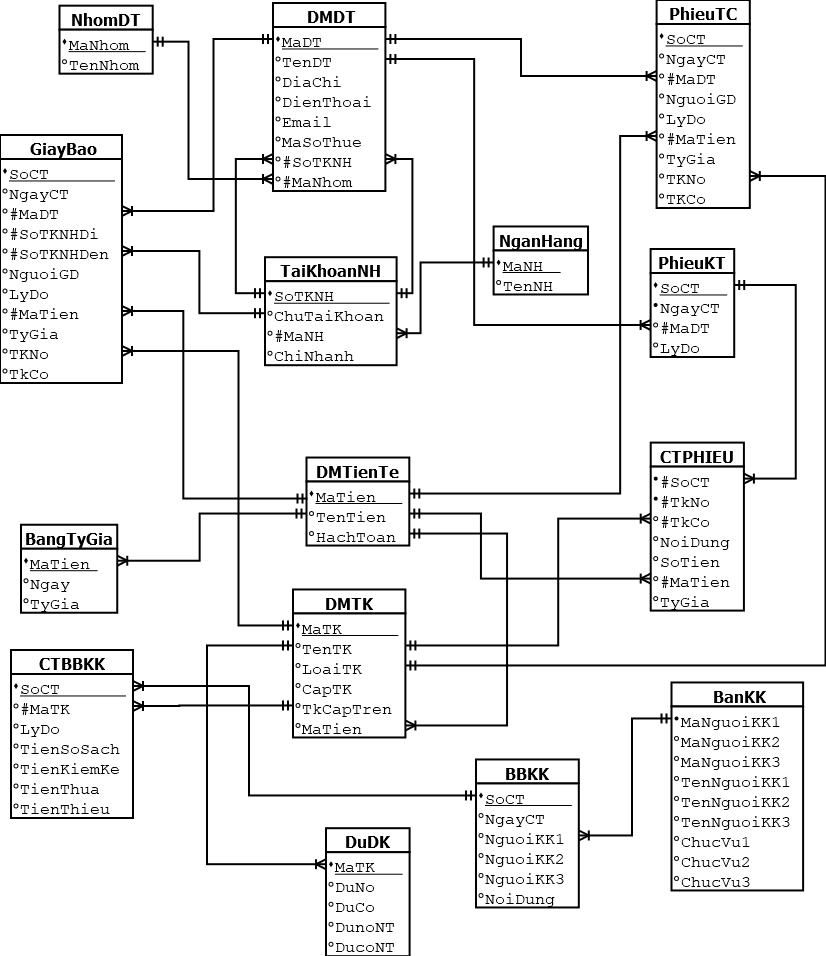 NhomDT
MaNhom
TenNhom
DMDT
MaDT
TenDT
DiaChi
DienThoai
Email
MaSoThue
#SoTKNH
#MaNhom
PhieuTC
SoCT
NgayCT
#MaDT
NguoiGD
LyDo
#MaTien
TyGia
TKNo
TKCo
GiayBao
SoCT
NgayCT
#MaDT
#SoTKNHDi
#SoTKNHDen
NguoiGD
LyDo
#MaTien
TyGia
TKNo
TkCo
TaiKhoanNH
SoTKNH
ChuTaiKhoan
#MaNH
ChiNhanh
NganHang
MaNH
TenNH
PhieuKT
SoCT
NgayCT
#MaDT
LyDo
DMTienTe
MaTien
TenTien
HachToan
CTPHIEU
#SoCT
#TkNo
#TkCo
NoiDung
SoTien
#MaTien
TyGia
BangTyGia
MaTien
Ngay
TyGia
DMTK
MaTK
TenTK
LoaiTK
CapTK
TkCapTren
MaTien
CTBBKK
SoCT
#MaTK
LyDo
TienSoSach
TienKiemKe
TienThua
TienThieu
BanKK
MaNguoiKK1
MaNguoiKK2
MaNguoiKK3
TenNguoiKK1
TenNguoiKK2
TenNguoiKK3
ChucVu1
ChucVu2
ChucVu3
BBKK
SoCT
NgayCT
NguoiKK1
NguoiKK2
NguoiKK3
NoiDung
DuDK
MaTK
DuNo
DuCo
DunoNT
DucoNT